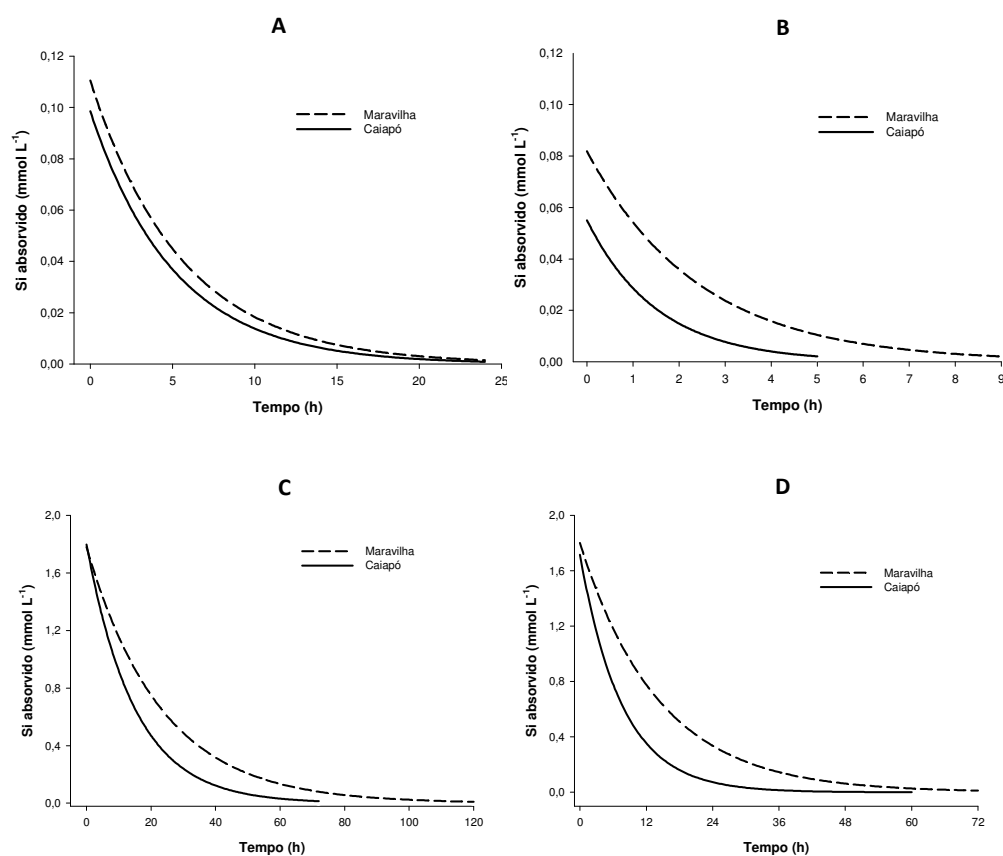 A
Si absorvido (mmol L⁻¹)
0,12
0,10
0,08
0,06
0,04
0,02
0,00
Maravilha
Caiapó
0 5 10 15 20 25
Tempo (h)
B
Si absorvido (mmol L⁻¹)
0,12
0,10
0,08
0,06
0,04
0,02
0,00
Maravilha
Caiapó
0 1 2 3 4 5 6 7 8 9
Tempo (h)
C
Si absorvido (mmol L⁻¹)
2,0
1,6
1,2
0,8
0,4
0,0
Maravilha
Caiapó
0 20 40 60 80 100 120
Tempo (h)
D
Si absorvido (mmol L⁻¹)
2,0
1,6
1,2
0,8
0,4
0,0
Maravilha
Caiapó
0 12 24 36 48 60 72
Tempo (h)